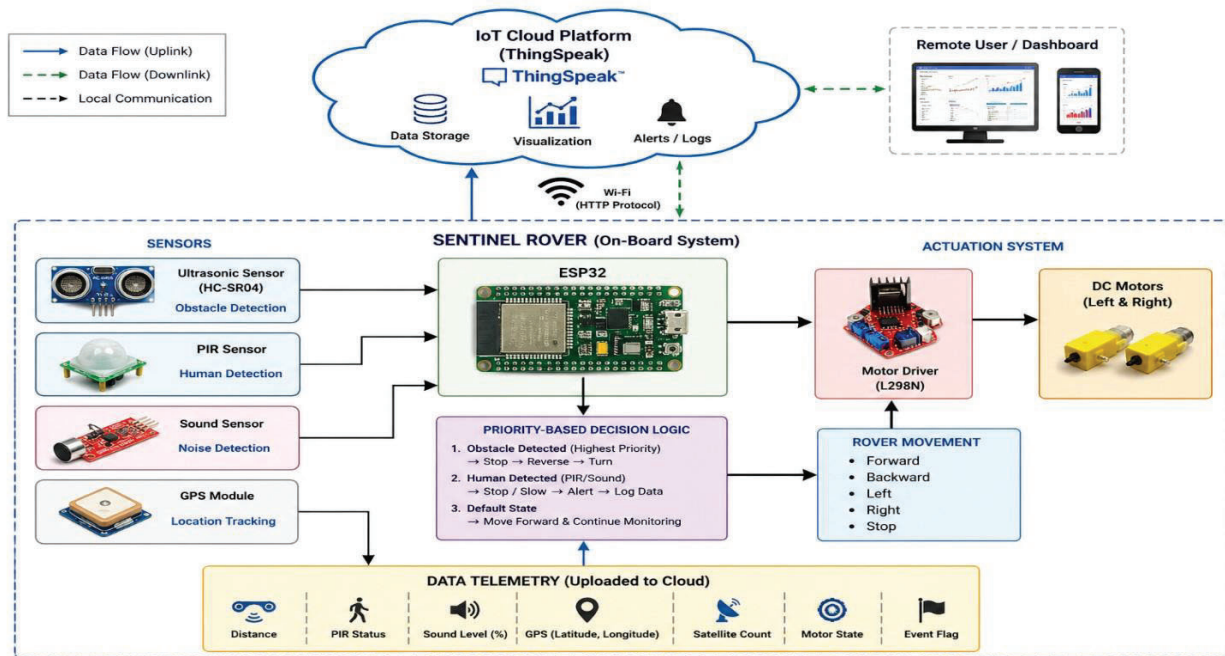 Data Flow (Uplink)
Data Flow (Downlink)
Local Communication
IoT Cloud Platform
(ThingSpeak)
ThingSpeak™
Data Storage
Visualization
Alerts / Logs
Remote User / Dashboard
Wi-Fi
(HTTP Protocol)
SENTINEL ROVER (On-Board System)
SENSORS
Ultrasonic Sensor
(HC-SR04)
Obstacle Detection
PIR Sensor
Human Detection
Sound Sensor
Noise Detection
GPS Module
Location Tracking
ESP32
PRIORITY-BASED DECISION LOGIC
1. Obstacle Detected (Highest Priority)
→ Stop → Reverse → Turn
2. Human Detected (PIR/Sound)
→ Stop / Slow → Alert → Log Data
3. Default State
→ Move Forward & Continue Monitoring
ACTUATION SYSTEM
Motor Driver
(L298N)
DC Motors
(Left & Right)
ROVER MOVEMENT
• Forward
• Backward
• Left
• Right
• Stop
DATA TELEMETRY (Uploaded to Cloud)
Distance
PIR Status
Sound Level (%)
GPS (Latitude, Longitude)
Satellite Count
Motor State
Event Flag